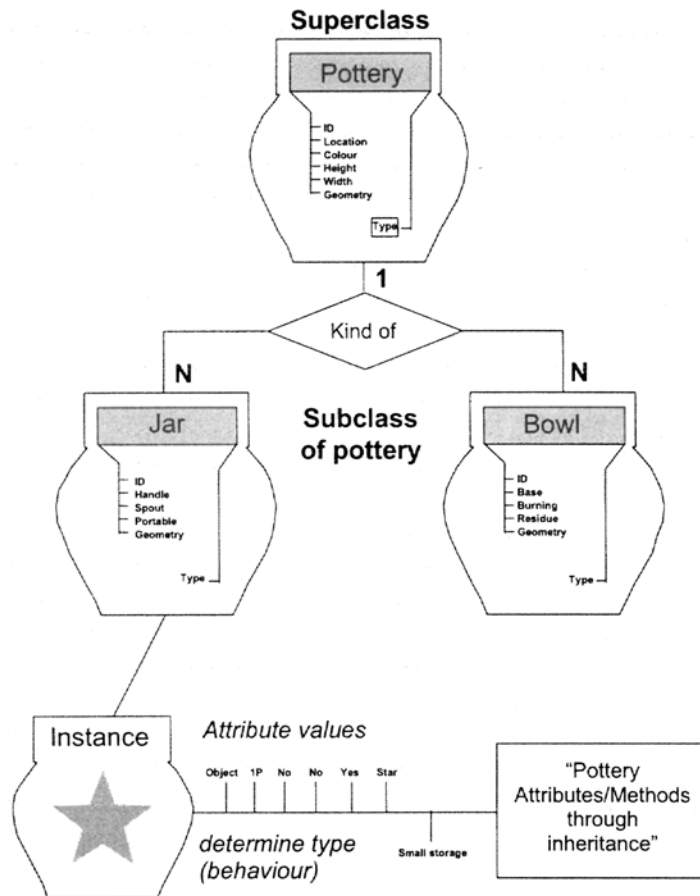 Superclass
Pottery
ID
Location
Colour
Height
Width
Geometry
Type
1
Kind of
N
N
Jar
Subclass
of pottery
Bowl
ID
Handle
Spout
Portable
Geometry
Type
ID
Base
Burning
Residue
Geometry
Type
Instance
Attribute values
Object 1P No No Yes Star
determine type
(behaviour)
Small storage
“Pottery
Attributes/Methods
through
inheritance”